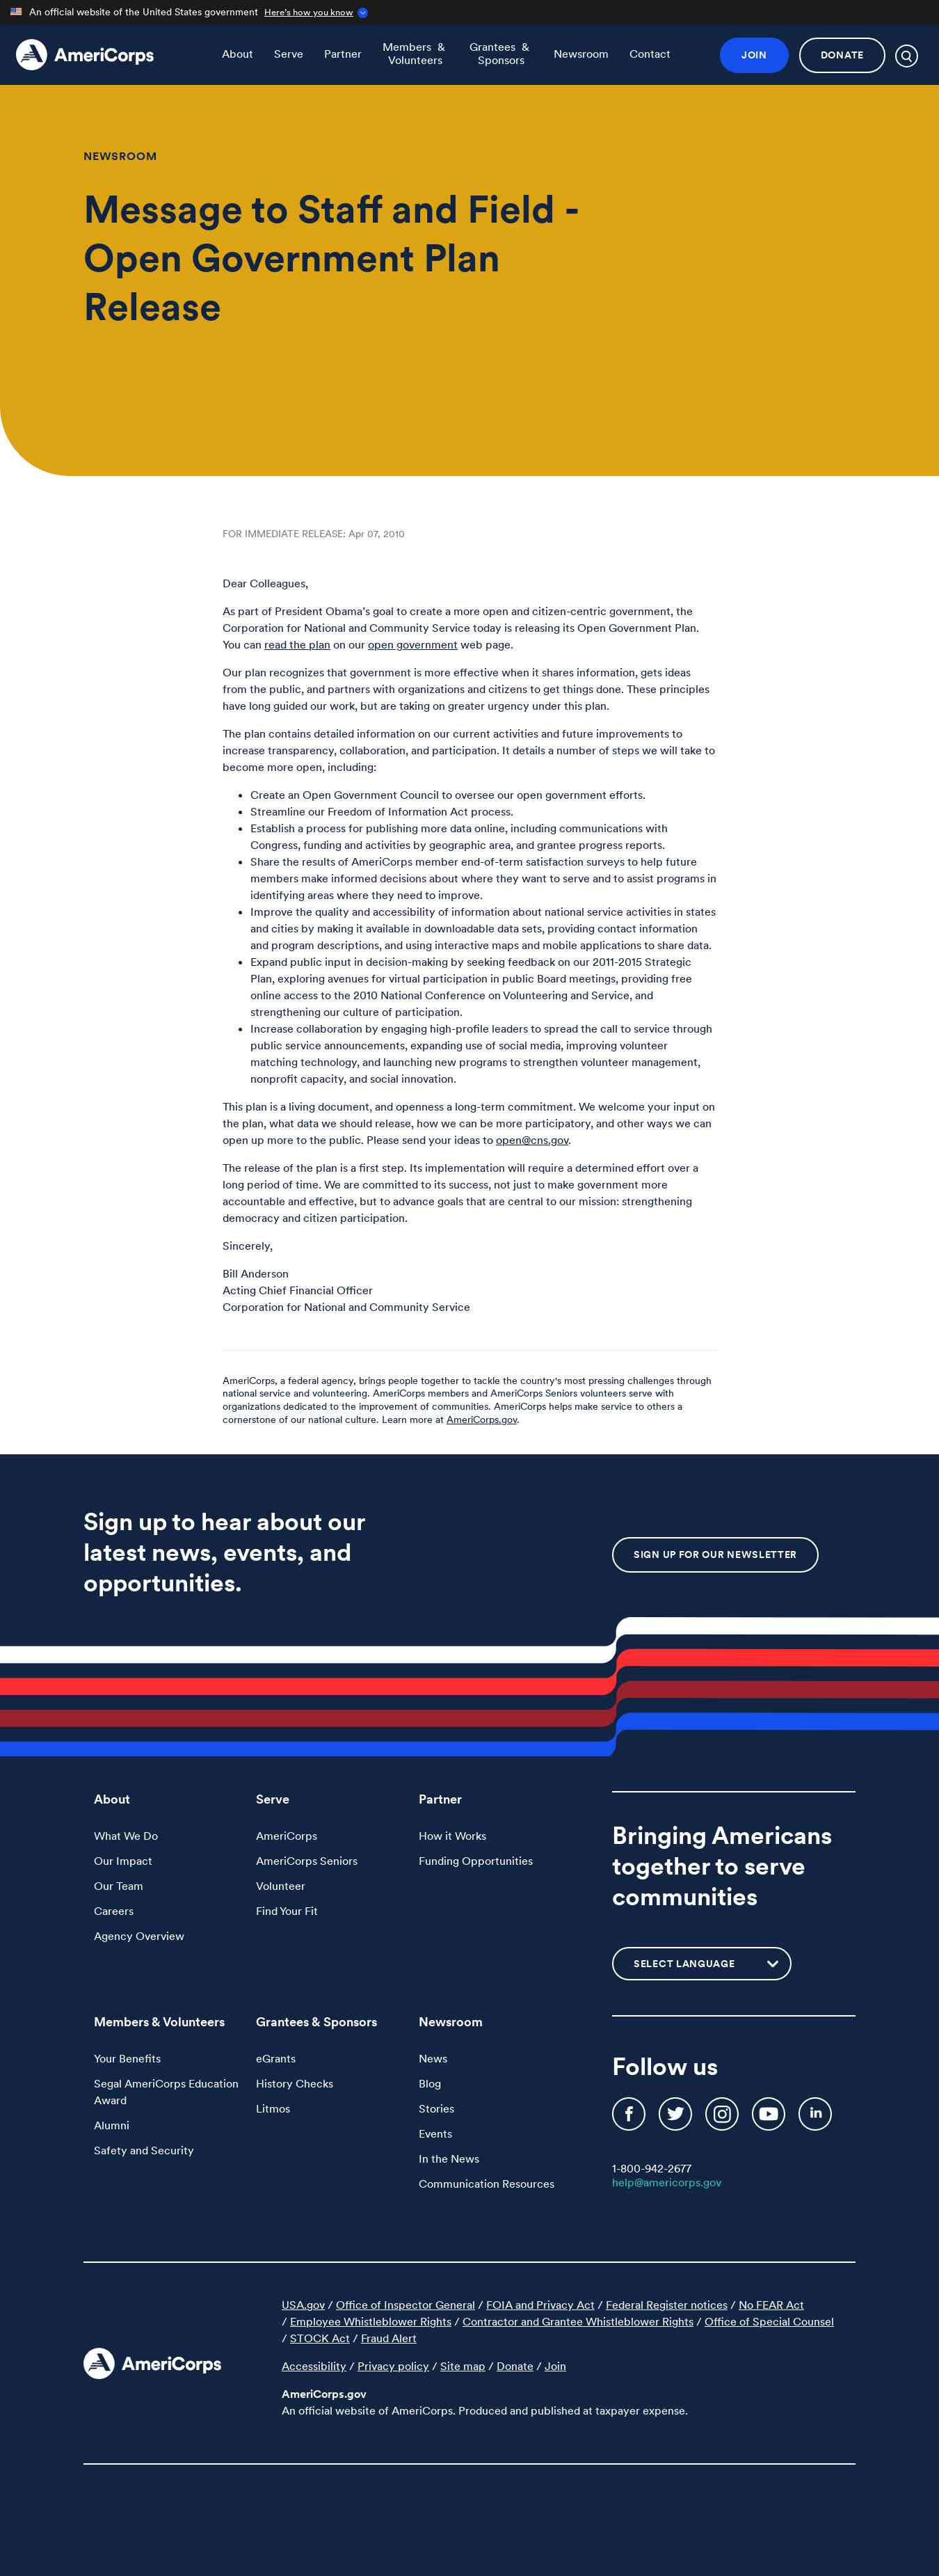 An official website of the United States government Here's how you know
AmeriCorps
About Serve Partner Members & Volunteers Grantees & Sponsors Newsroom Contact JOIN DONATE
NEWSROOM
Message to Staff and Field -
Open Government Plan
Release
FOR IMMEDIATE RELEASE: Apr 07, 2010
Dear Colleagues,
As part of President Obama's goal to create a more open and citizen-centric government, the
Corporation for National and Community Service today is releasing its Open Government Plan.
You can read the plan on our open government web page.
Our plan recognizes that government is more effective when it shares information, gets ideas
from the public, and partners with organizations and citizens to get things done. These principles
have long guided our work, but are taking on greater urgency under this plan.
The plan contains detailed information on our current activities and future improvements to
increase transparency, collaboration, and participation. It details a number of steps we will take to
become more open, including:
• Create an Open Government Council to oversee our open government efforts.
• Streamline our Freedom of Information Act process.
• Establish a process for publishing more data online, including communications with
Congress, funding and activities by geographic area, and grantee progress reports.
• Share the results of AmeriCorps member end-of-term satisfaction surveys to help future
members make informed decisions about where they want to serve and to assist programs in
identifying areas where they need to improve.
• Improve the quality and accessibility of information about national service activities in states
and cities by making it available in downloadable data sets, providing contact information
and program descriptions, and using interactive maps and mobile applications to share data.
• Expand public input in decision-making by seeking feedback on our 2011-2015 Strategic
Plan, exploring avenues for virtual participation in public Board meetings, providing free
online access to the 2010 National Conference on Volunteering and Service, and
strengthening our culture of participation.
• Increase collaboration by engaging high-profile leaders to spread the call to service through
public service announcements, expanding use of social media, improving volunteer
matching technology, and launching new programs to strengthen volunteer management,
nonprofit capacity, and social innovation.
This plan is a living document, and openness a long-term commitment. We welcome your input on
the plan, what data we should release, how we can be more participatory, and other ways we can
open up more to the public. Please send your ideas to open@cns.gov.
The release of the plan is a first step. Its implementation will require a determined effort over a
long period of time. We are committed to its success, not just to make government more
accountable and effective, but to advance goals that are central to our mission: strengthening
democracy and citizen participation.
Sincerely,
Bill Anderson
Acting Chief Financial Officer
Corporation for National and Community Service
AmeriCorps, a federal agency, brings people together to tackle the country's most pressing challenges through
national service and volunteering. AmeriCorps members and AmeriCorps Seniors volunteers serve with
organizations dedicated to the improvement of communities. AmeriCorps helps make service to others a
cornerstone of our national culture. Learn more at AmeriCorps.gov.
Sign up to hear about our
latest news, events, and
opportunities.
SIGN UP FOR OUR NEWSLETTER
About
What We Do
Our Impact
Our Team
Careers
Agency Overview
Serve
AmeriCorps
AmeriCorps Seniors
Volunteer
Find Your Fit
Partner
How it Works
Funding Opportunities
Bringing Americans
together to serve
communities
SELECT LANGUAGE
Members & Volunteers
Your Benefits
Segal AmeriCorps Education
Award
Alumni
Safety and Security
Grantees & Sponsors
eGrants
History Checks
Litmos
Newsroom
News
Blog
Stories
Events
In the News
Communication Resources
Follow us
1-800-942-2677
help@americorps.gov
AmeriCorps
USA.gov / Office of Inspector General / FOIA and Privacy Act / Federal Register notices / No FEAR Act
/ Employee Whistleblower Rights / Contractor and Grantee Whistleblower Rights / Office of Special Counsel
/ STOCK Act / Fraud Alert
Accessibility / Privacy policy / Site map / Donate / Join
AmeriCorps.gov
An official website of AmeriCorps. Produced and published at taxpayer expense.